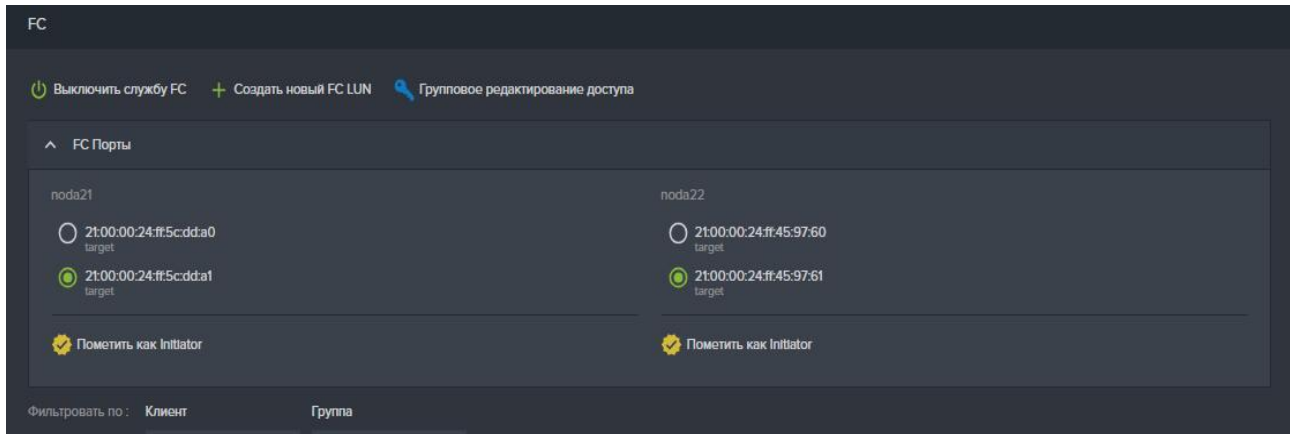 FC
Выключить службу FC + Создать новый FC LUN Групповое редактирование доступа
FC Порты
noda21 noda22
21:00:00:24:ff:5c:dd:a0 21:00:00:24:ff:45:97:60
target target
21:00:00:24:ff:5c:dd:a1 21:00:00:24:ff:45:97:61
target target
Пометить как Initiator Пометить как Initiator
Фильтровать по : Клиент Группа